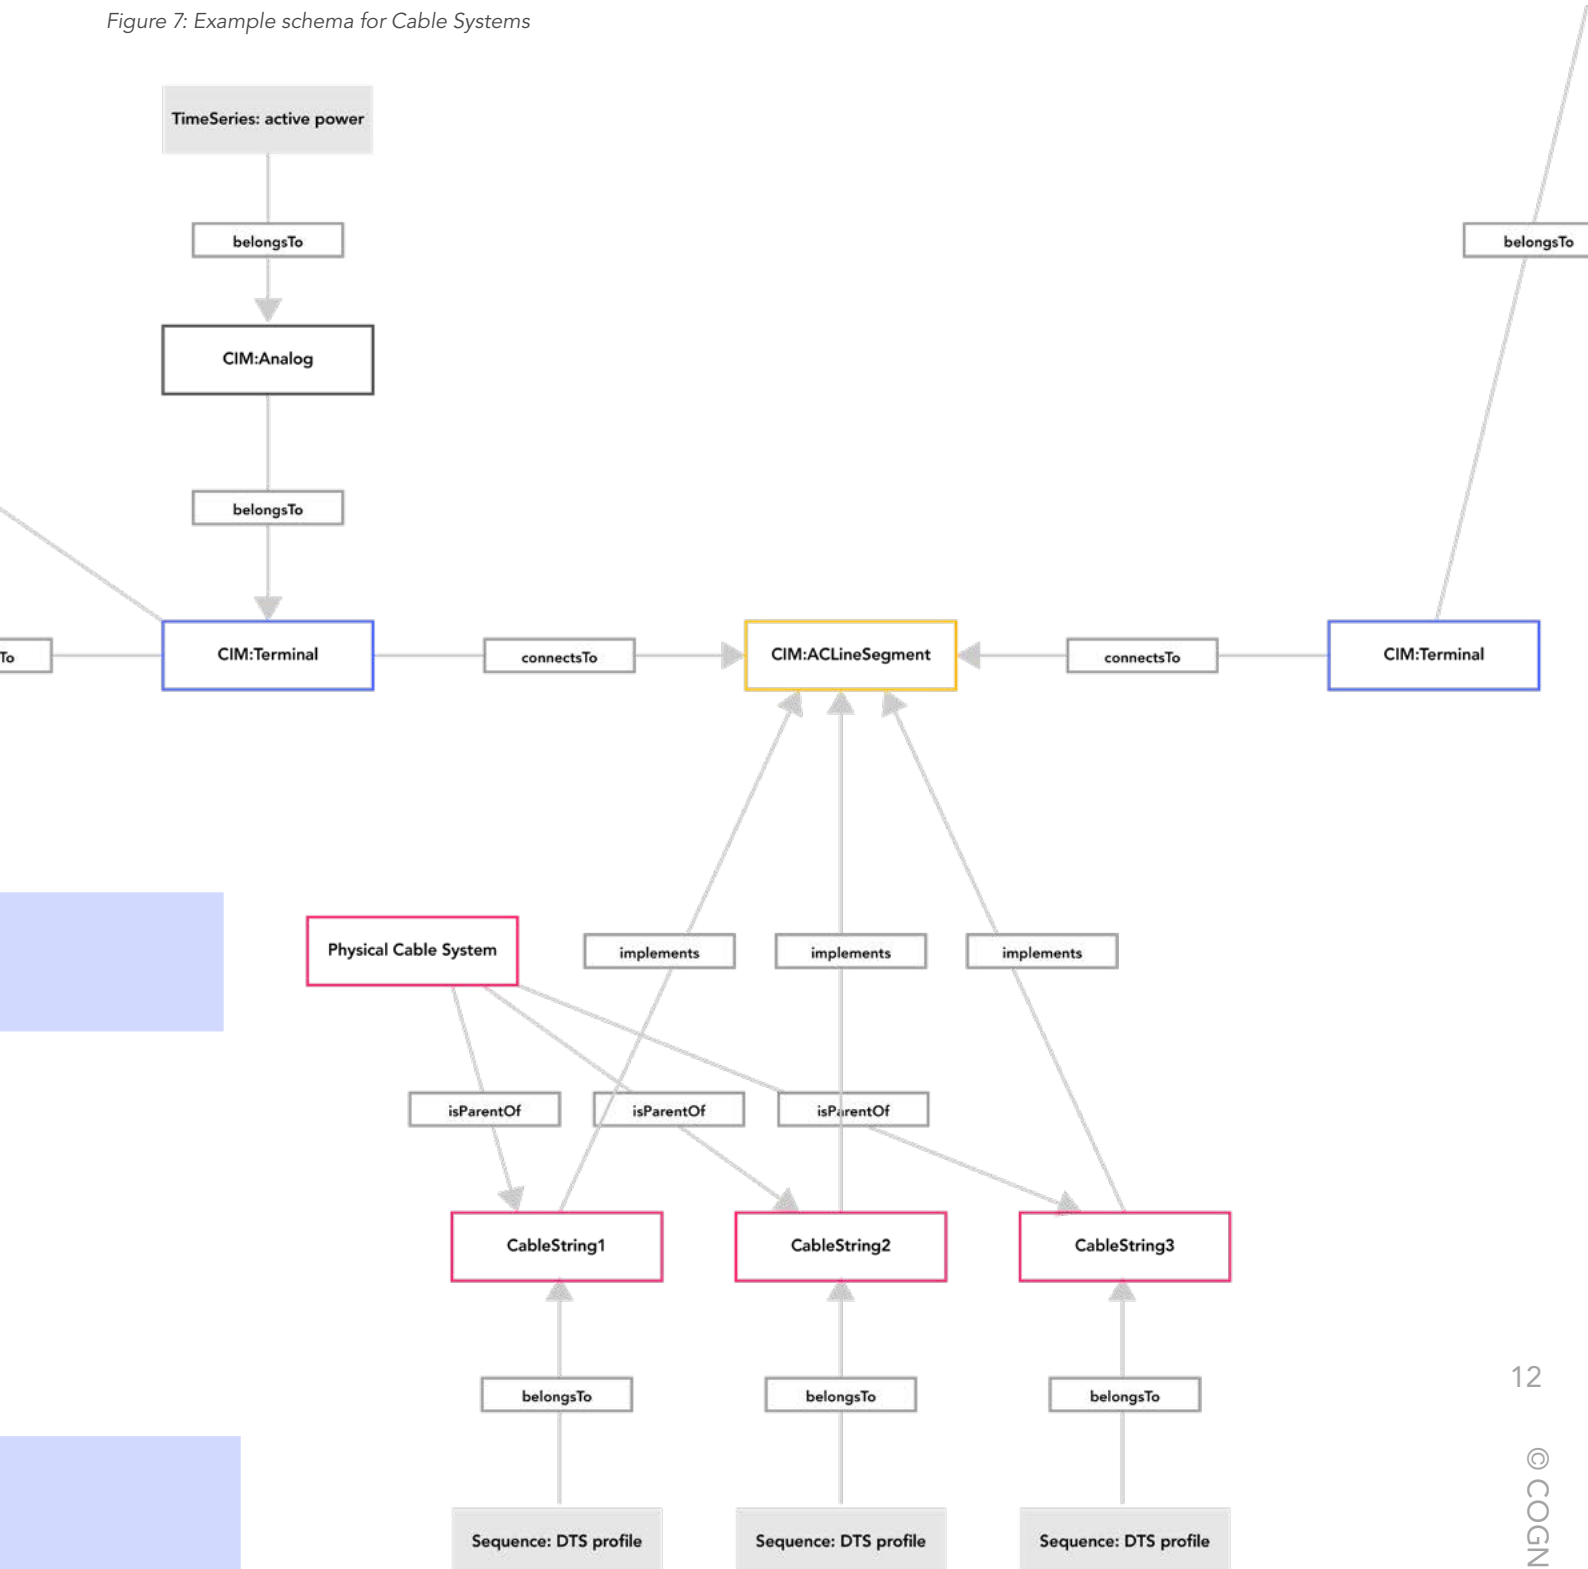 Figure 7: Example schema for Cable Systems
TimeSeries: active power
belongsTo
belongsTo
CIM:Analog
belongsTo
To
CIM:Terminal
connectsTo
CIM:ACLineSegment
connectsTo
CIM:Terminal
Physical Cable System
implements
implements
implements
isParentOf
isParentOf
isParentOf
CableString1
CableString2
CableString3
belongsTo
belongsTo
belongsTo
12
Sequence: DTS profile
Sequence: DTS profile
Sequence: DTS profile
© COGN